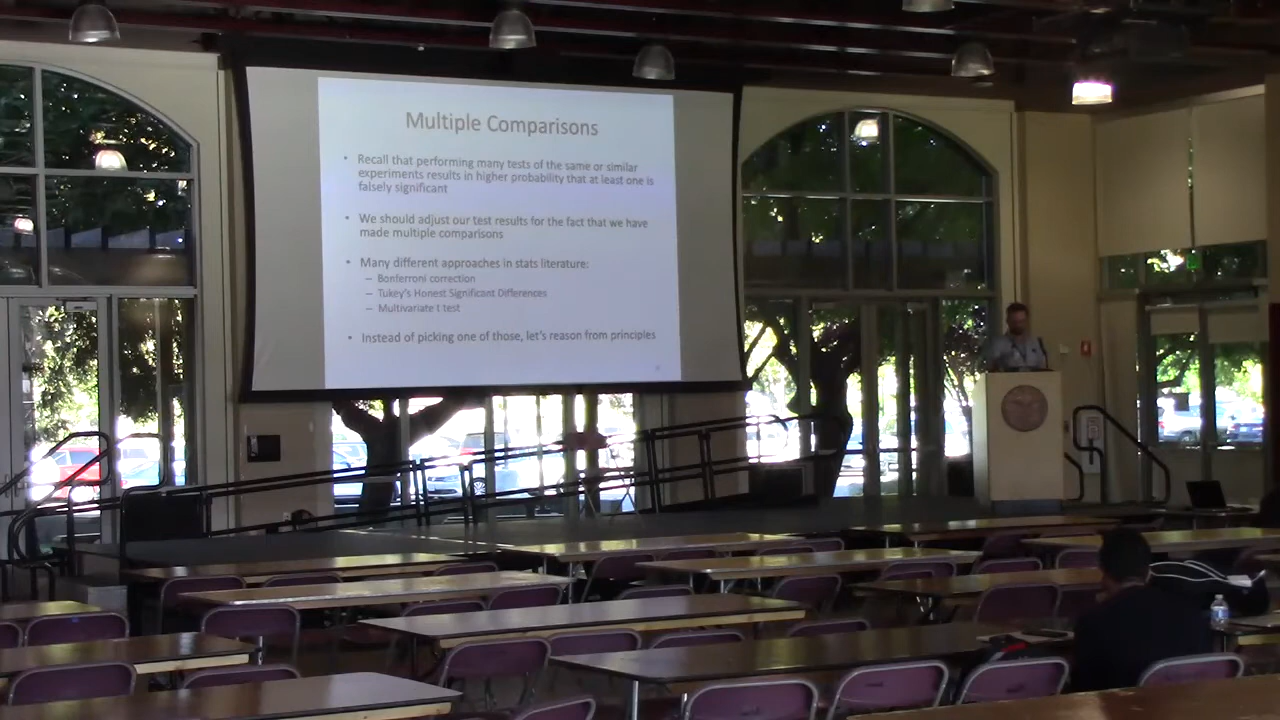 Multiple Comparisons
• Recall that performing many tests of the same or similar
experiments results in higher probability that at least one is
falsely significant
• We should adjust our test results for the fact that we have
made multiple comparisons
• Many different approaches in stats literature:
– Bonferroni correction
– Tukey's Honest Significant Differences
– Multivariate t test
• Instead of picking one of those, let's reason from principles